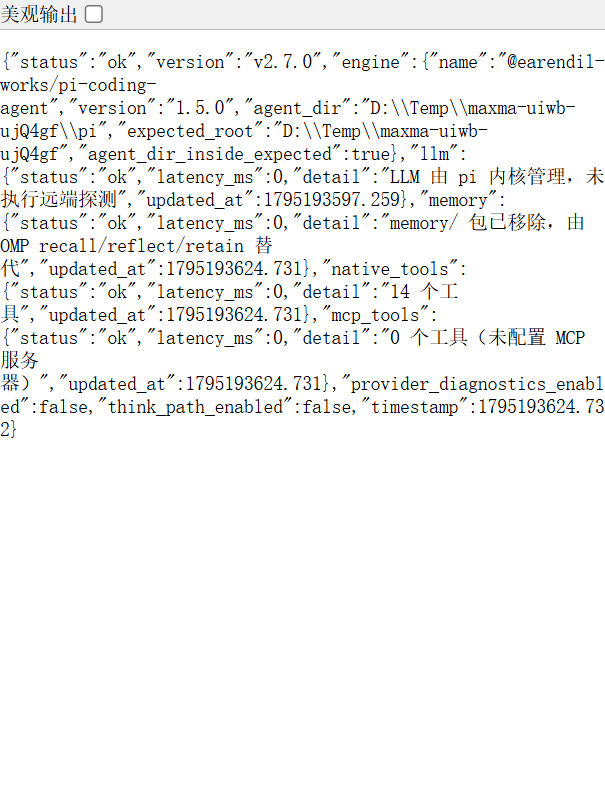 美观输出
{"status":"ok","version":"v2.7.0","engine":{"name":"@earendil-
works/pi-coding-
agent","version":"1.5.0","agent_dir":"D:\\Temp\\maxma-uiwb-
ujQ4gf\\pi","expected_root":"D:\\Temp\\maxma-uiwb-
ujQ4gf","agent_dir_inside_expected":true},"llm":
{"status":"ok","latency_ms":0,"detail":"LLM 由 pi 内核管理，未
执行远端探测","updated_at":1795193597.259},"memory":
{"status":"ok","latency_ms":0,"detail":"memory/ 包已移除，由
OMP recall/reflect/retain 替
代","updated_at":1795193624.731},"native_tools":
{"status":"ok","latency_ms":0,"detail":"14 个工
具","updated_at":1795193624.731},"mcp_tools":
{"status":"ok","latency_ms":0,"detail":"0 个工具（未配置 MCP
服务
器）","updated_at":1795193624.731},"provider_diagnostics_enabl
ed":false,"think_path_enabled":false,"timestamp":1795193624.73
2}